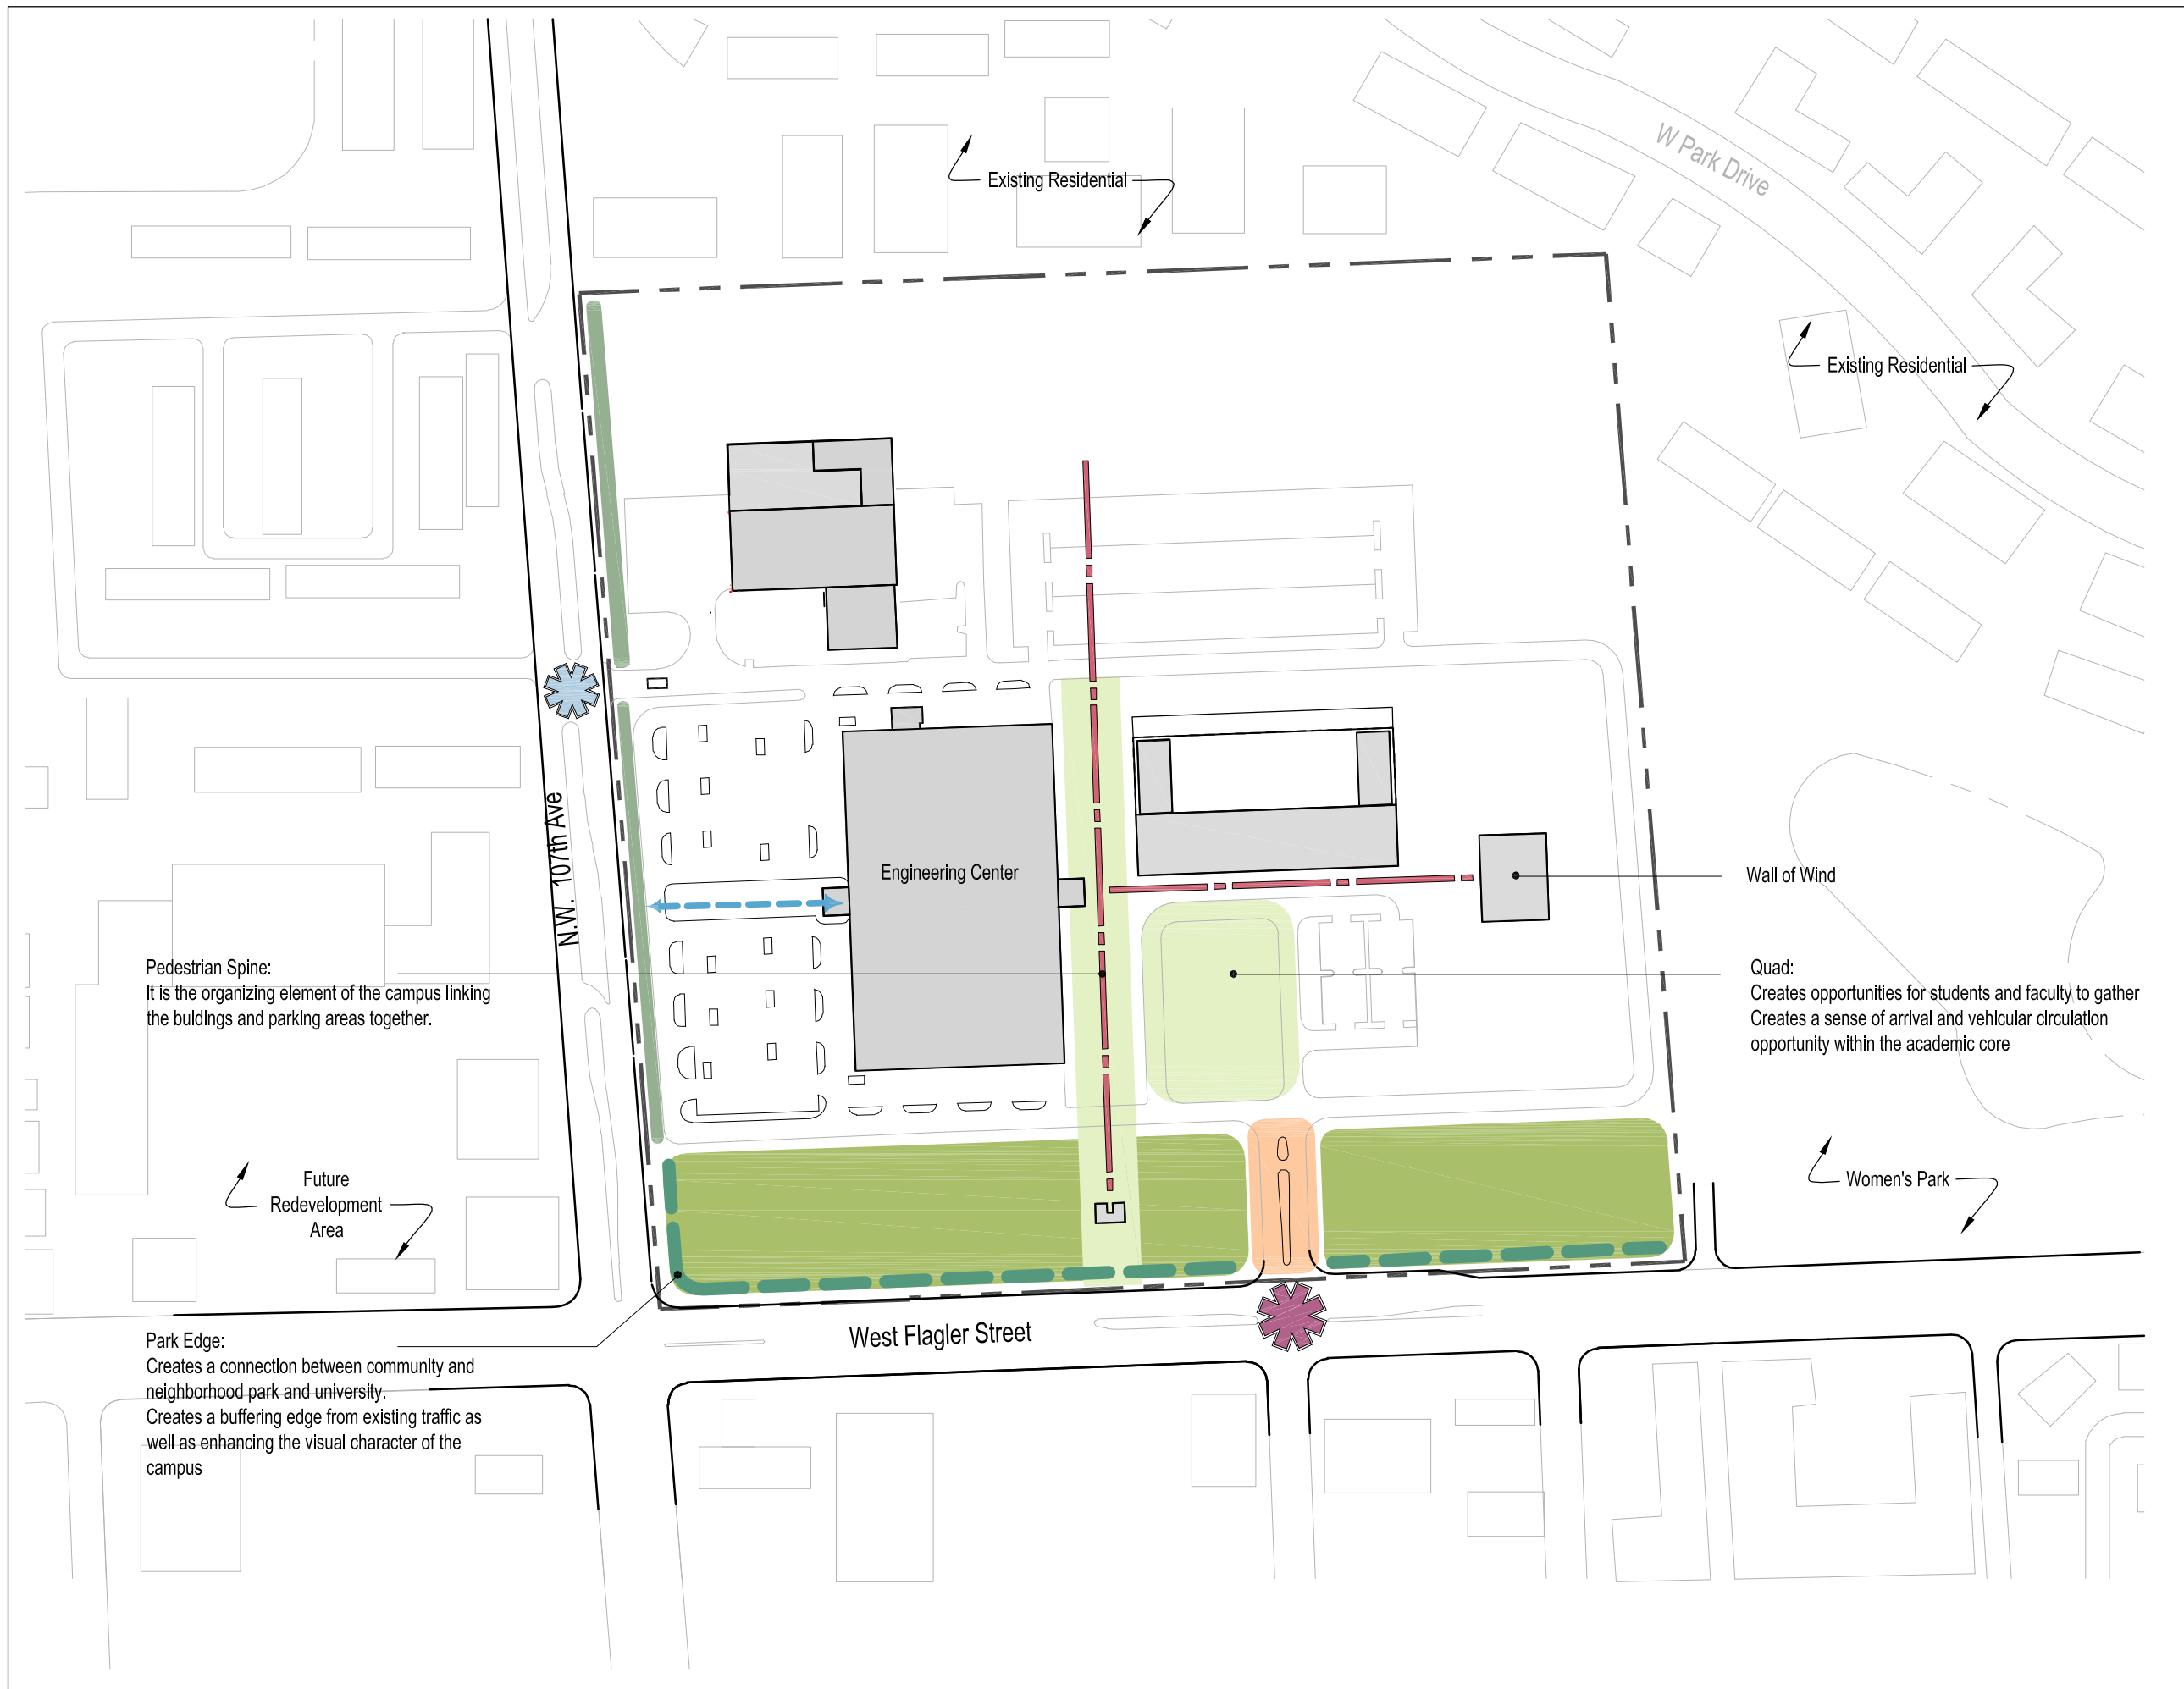 W Park Drive
Existing Residential
Existing Residential
N.W. 107th Ave
Engineering Center
Wall of Wind
Pedestrian Spine:
It is the organizing element of the campus linking
the buldings and parking areas together.
Quad:
Creates opportunities for students and faculty to gather
Creates a sense of arrival and vehicular circulation
opportunity within the academic core
Future
Redevelopment
Area
Women's Park
West Flagler Street
Park Edge:
Creates a connection between community and
neighborhood park and university.
Creates a buffering edge from existing traffic as
well as enhancing the visual character of the
campus